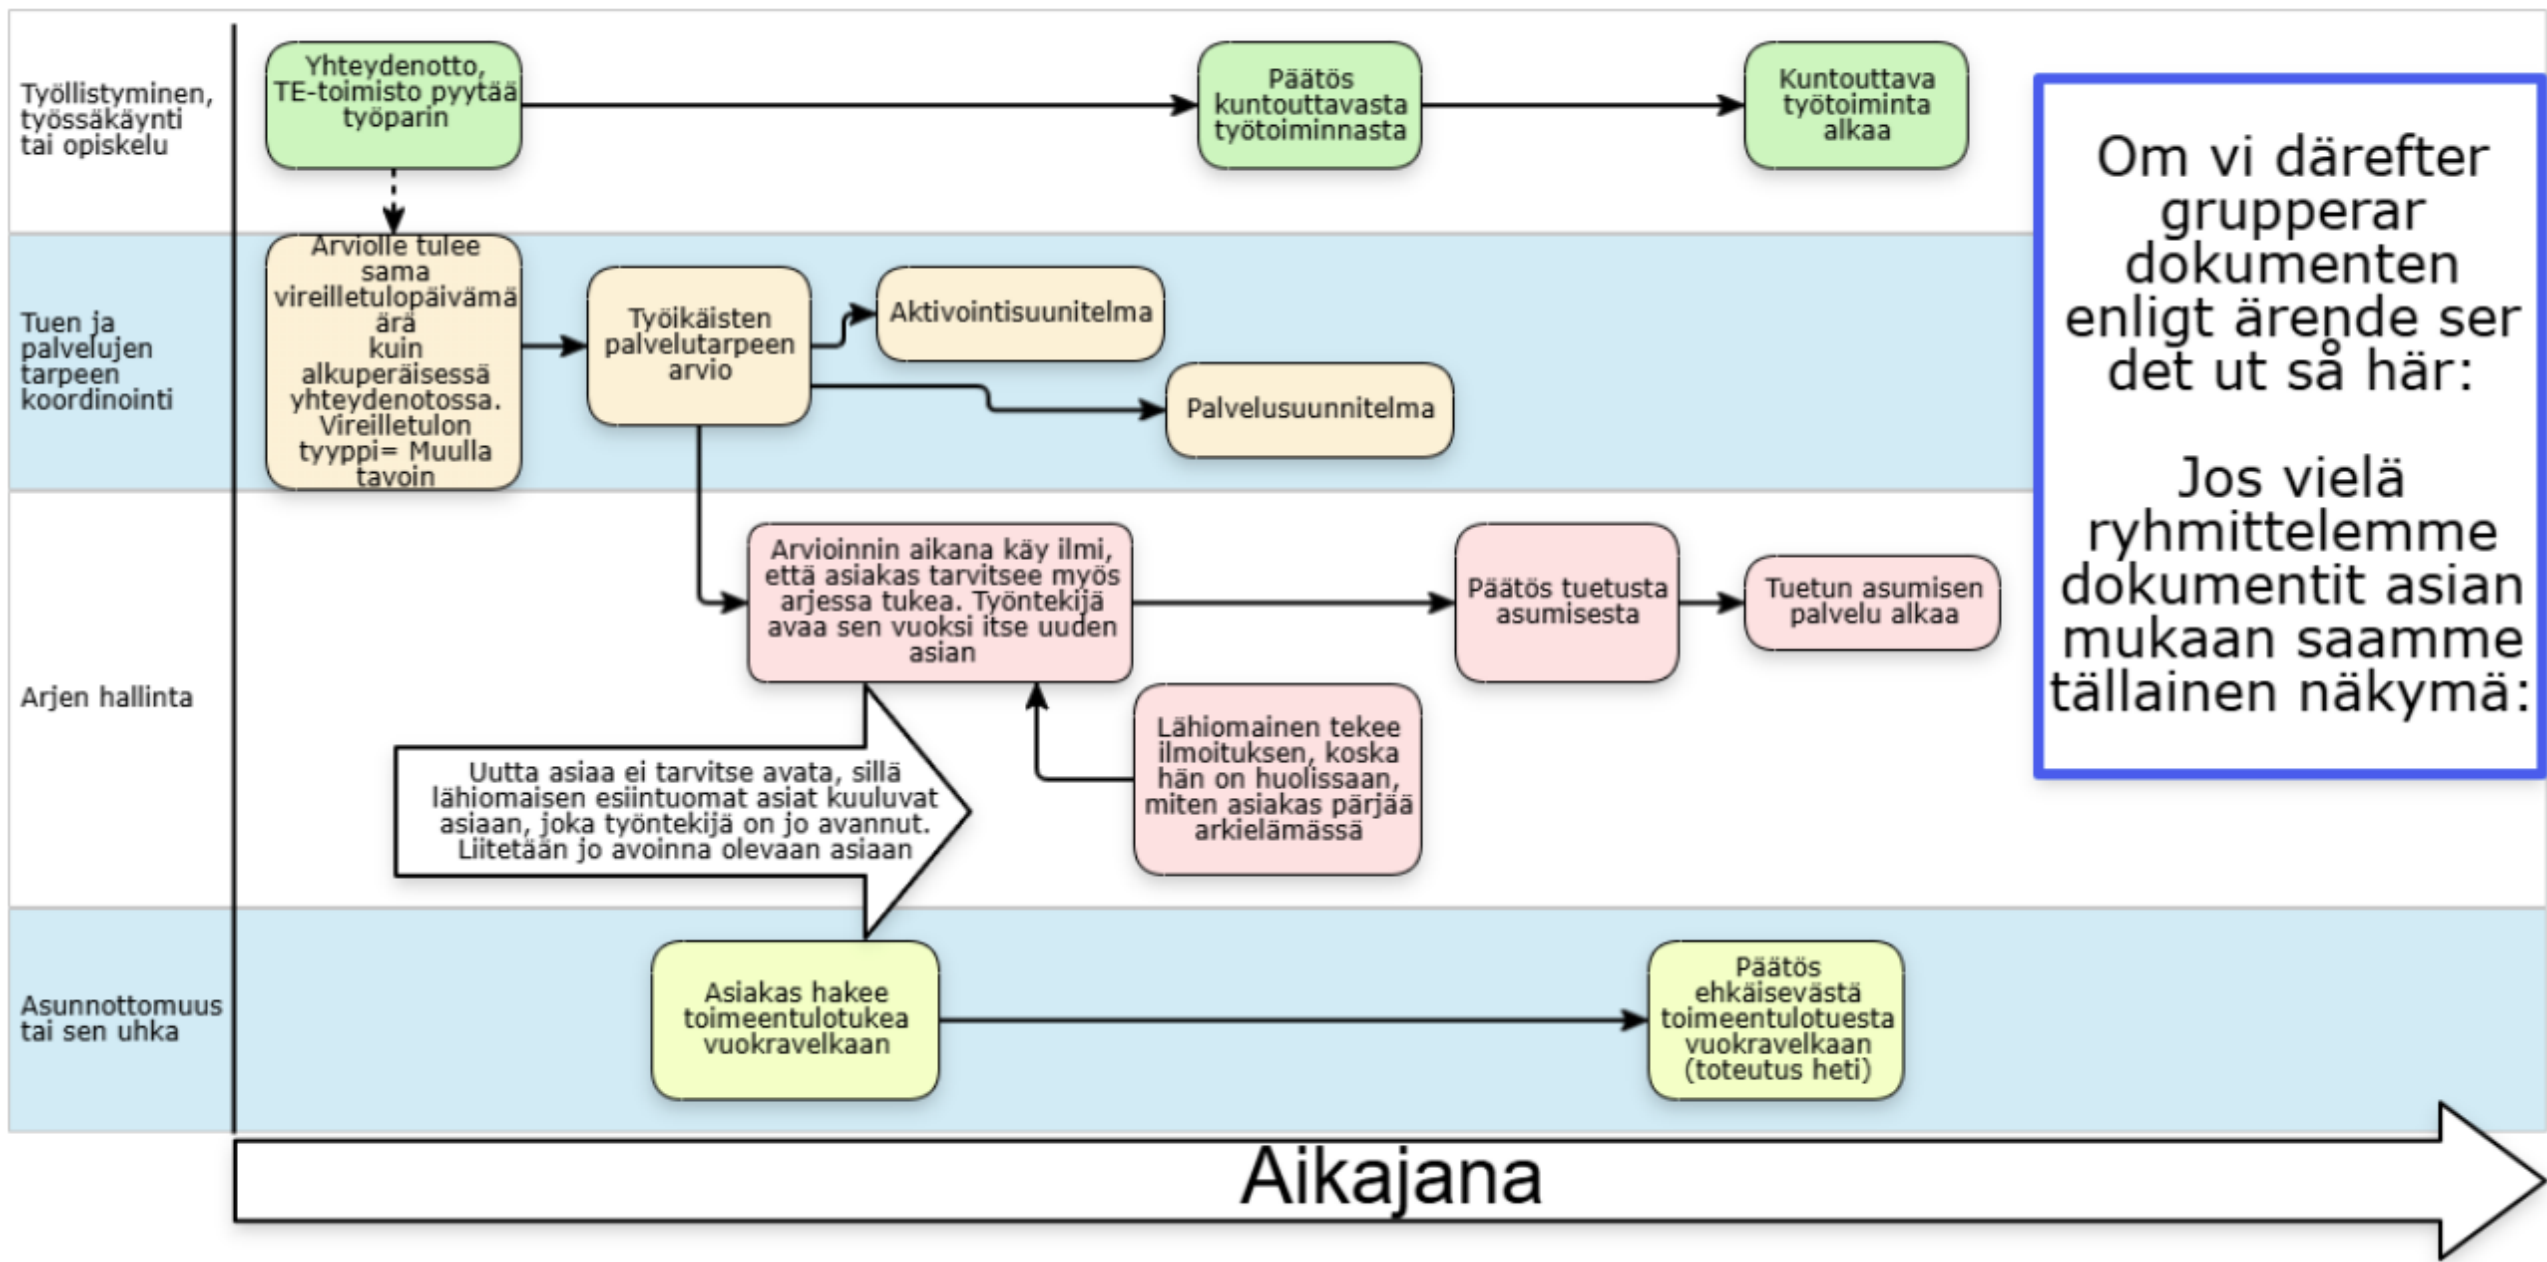 Työllistyminen,
työssäkäynti
tai opiskelu
Yhteydenotto,
TE-toimisto pyytää
työparin
Päätös
kuntouttavasta
työtoiminnasta
Kuntouttava
työtoiminta
alkaa
Om vi därefter
grupperar
dokumenten
enligt ärende ser
det ut så här:
Jos vielä
ryhmittelemme
dokumentit asian
mukaan saamme
tällainen näkymä:
Tuen ja
palvelujen
tarpeen
koordinointi
Arviolle tulee
sama
vireilletulopäivämä
ärä
kuin
alkuperäisessä
yhteydenotossa.
Vireilletulon
tyyppi= Muulla
tavoin
Työikäisten
palvelutarpeen
arvio
Aktivointisuunitelma
Palvelusuunnitelma
Arjen hallinta
Arvioinnin aikana käy ilmi,
että asiakas tarvitsee myös
arjessa tukea. Työntekijä
avaa sen vuoksi itse uuden
asian
Päätös tuetusta
asumisesta
Tuetun asumisen
palvelu alkaa
Uutta asiaa ei tarvitse avata, sillä
lähiomaisen esiintuomat asiat kuuluvat
asiaan, joka työntekijä on jo avannut.
Liitetään jo avoinna olevaan asiaan
Lähiomainen tekee
ilmoituksen, koska
hän on huolissaan,
miten asiakas pärjää
arkielämässä
Asunnottomuus
tai sen uhka
Asiakas hakee
toimeentulotukea
vuokravelkaan
Päätös
ehkäisevästä
toimeentulotuesta
vuokravelkaan
(toteutus heti)
Aikajana